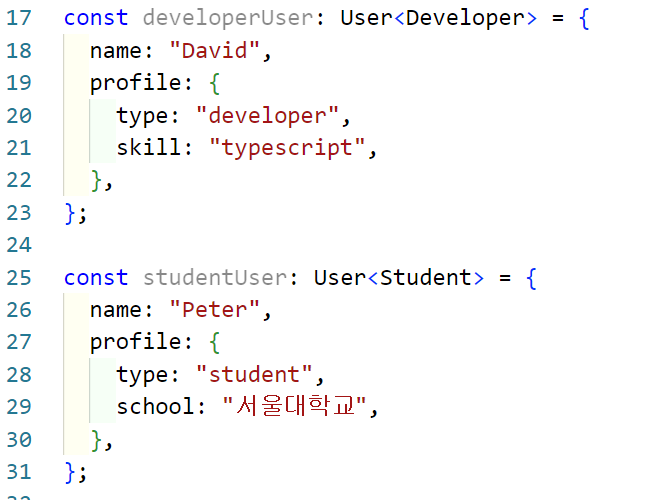 17 const developerUser: User<Developer> = {
18   name: "David",
19   profile: {
20     type: "developer",
21     skill: "typescript",
22   },
23 };
24
25 const studentUser: User<Student> = {
26   name: "Peter",
27   profile: {
28     type: "student",
29     school: "서울대학교",
30   },
31 };